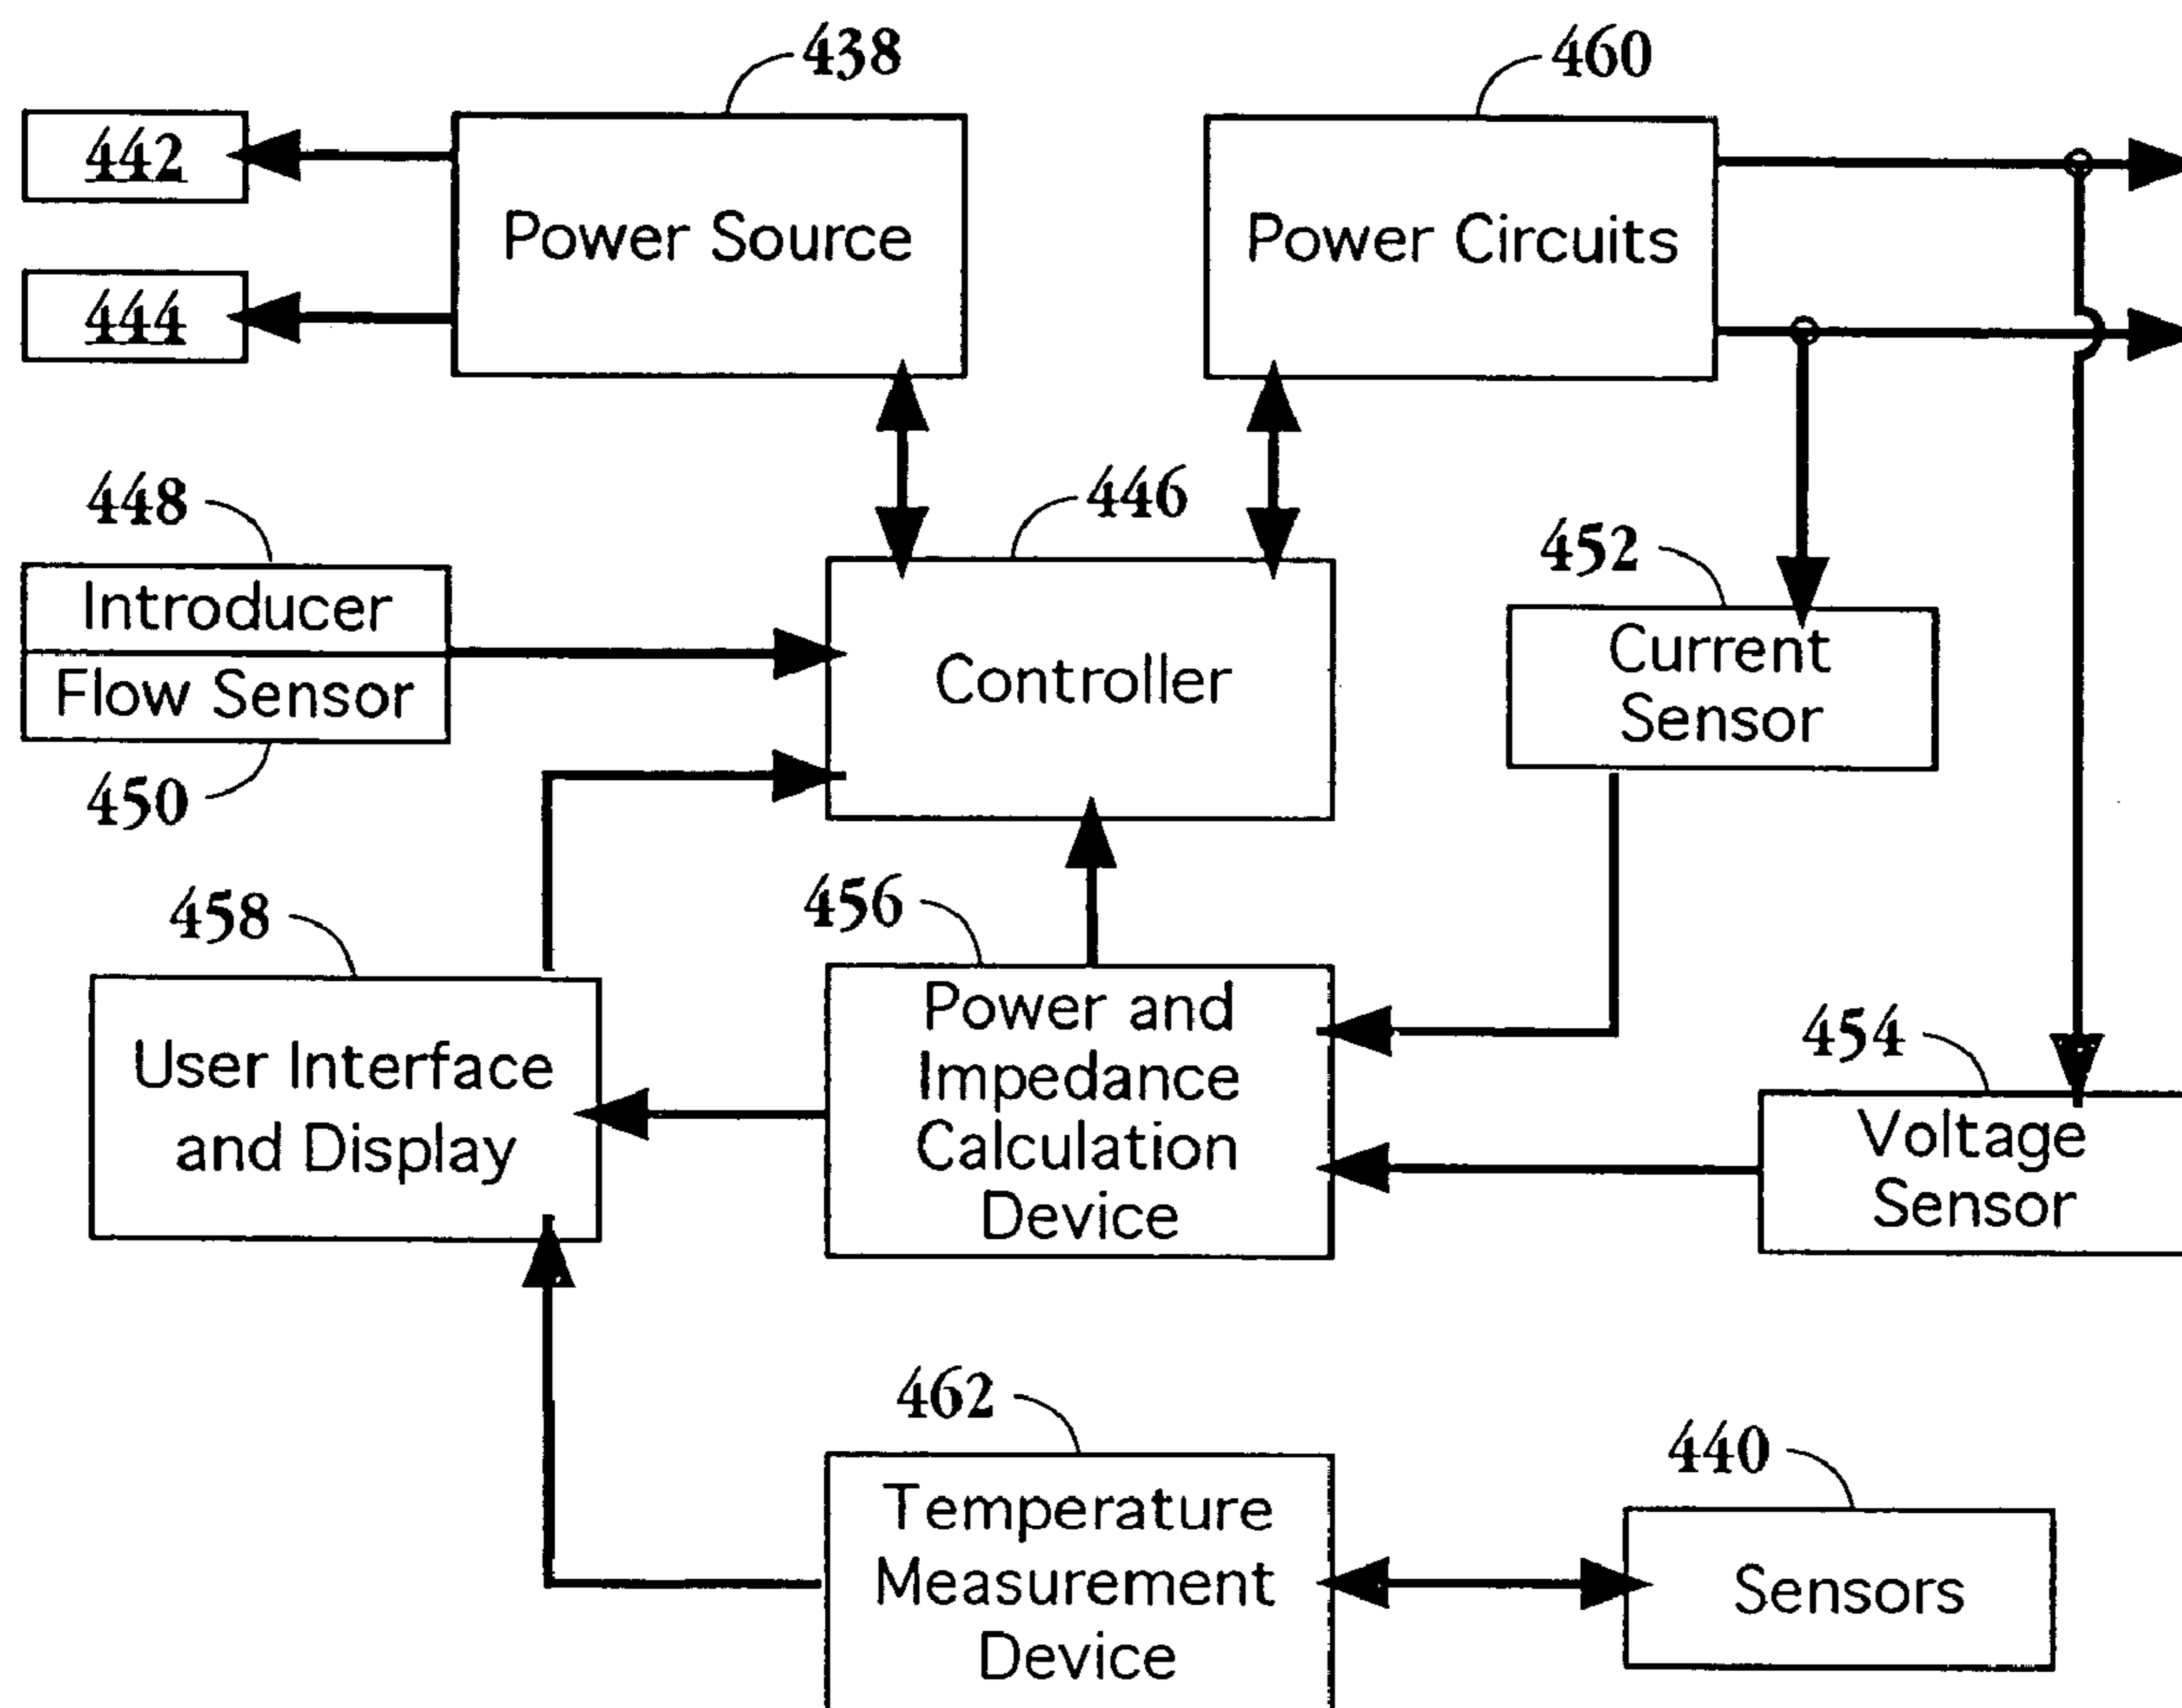 438
460
442
Power Source
Power Circuits
444
448
446
452
Introducer
Flow Sensor
Controller
Current
Sensor
450
458
456
454
User Interface
and Display
Power and
Impedance
Calculation
Device
Voltage
Sensor
462
440
Temperature
Measurement
Device
Sensors